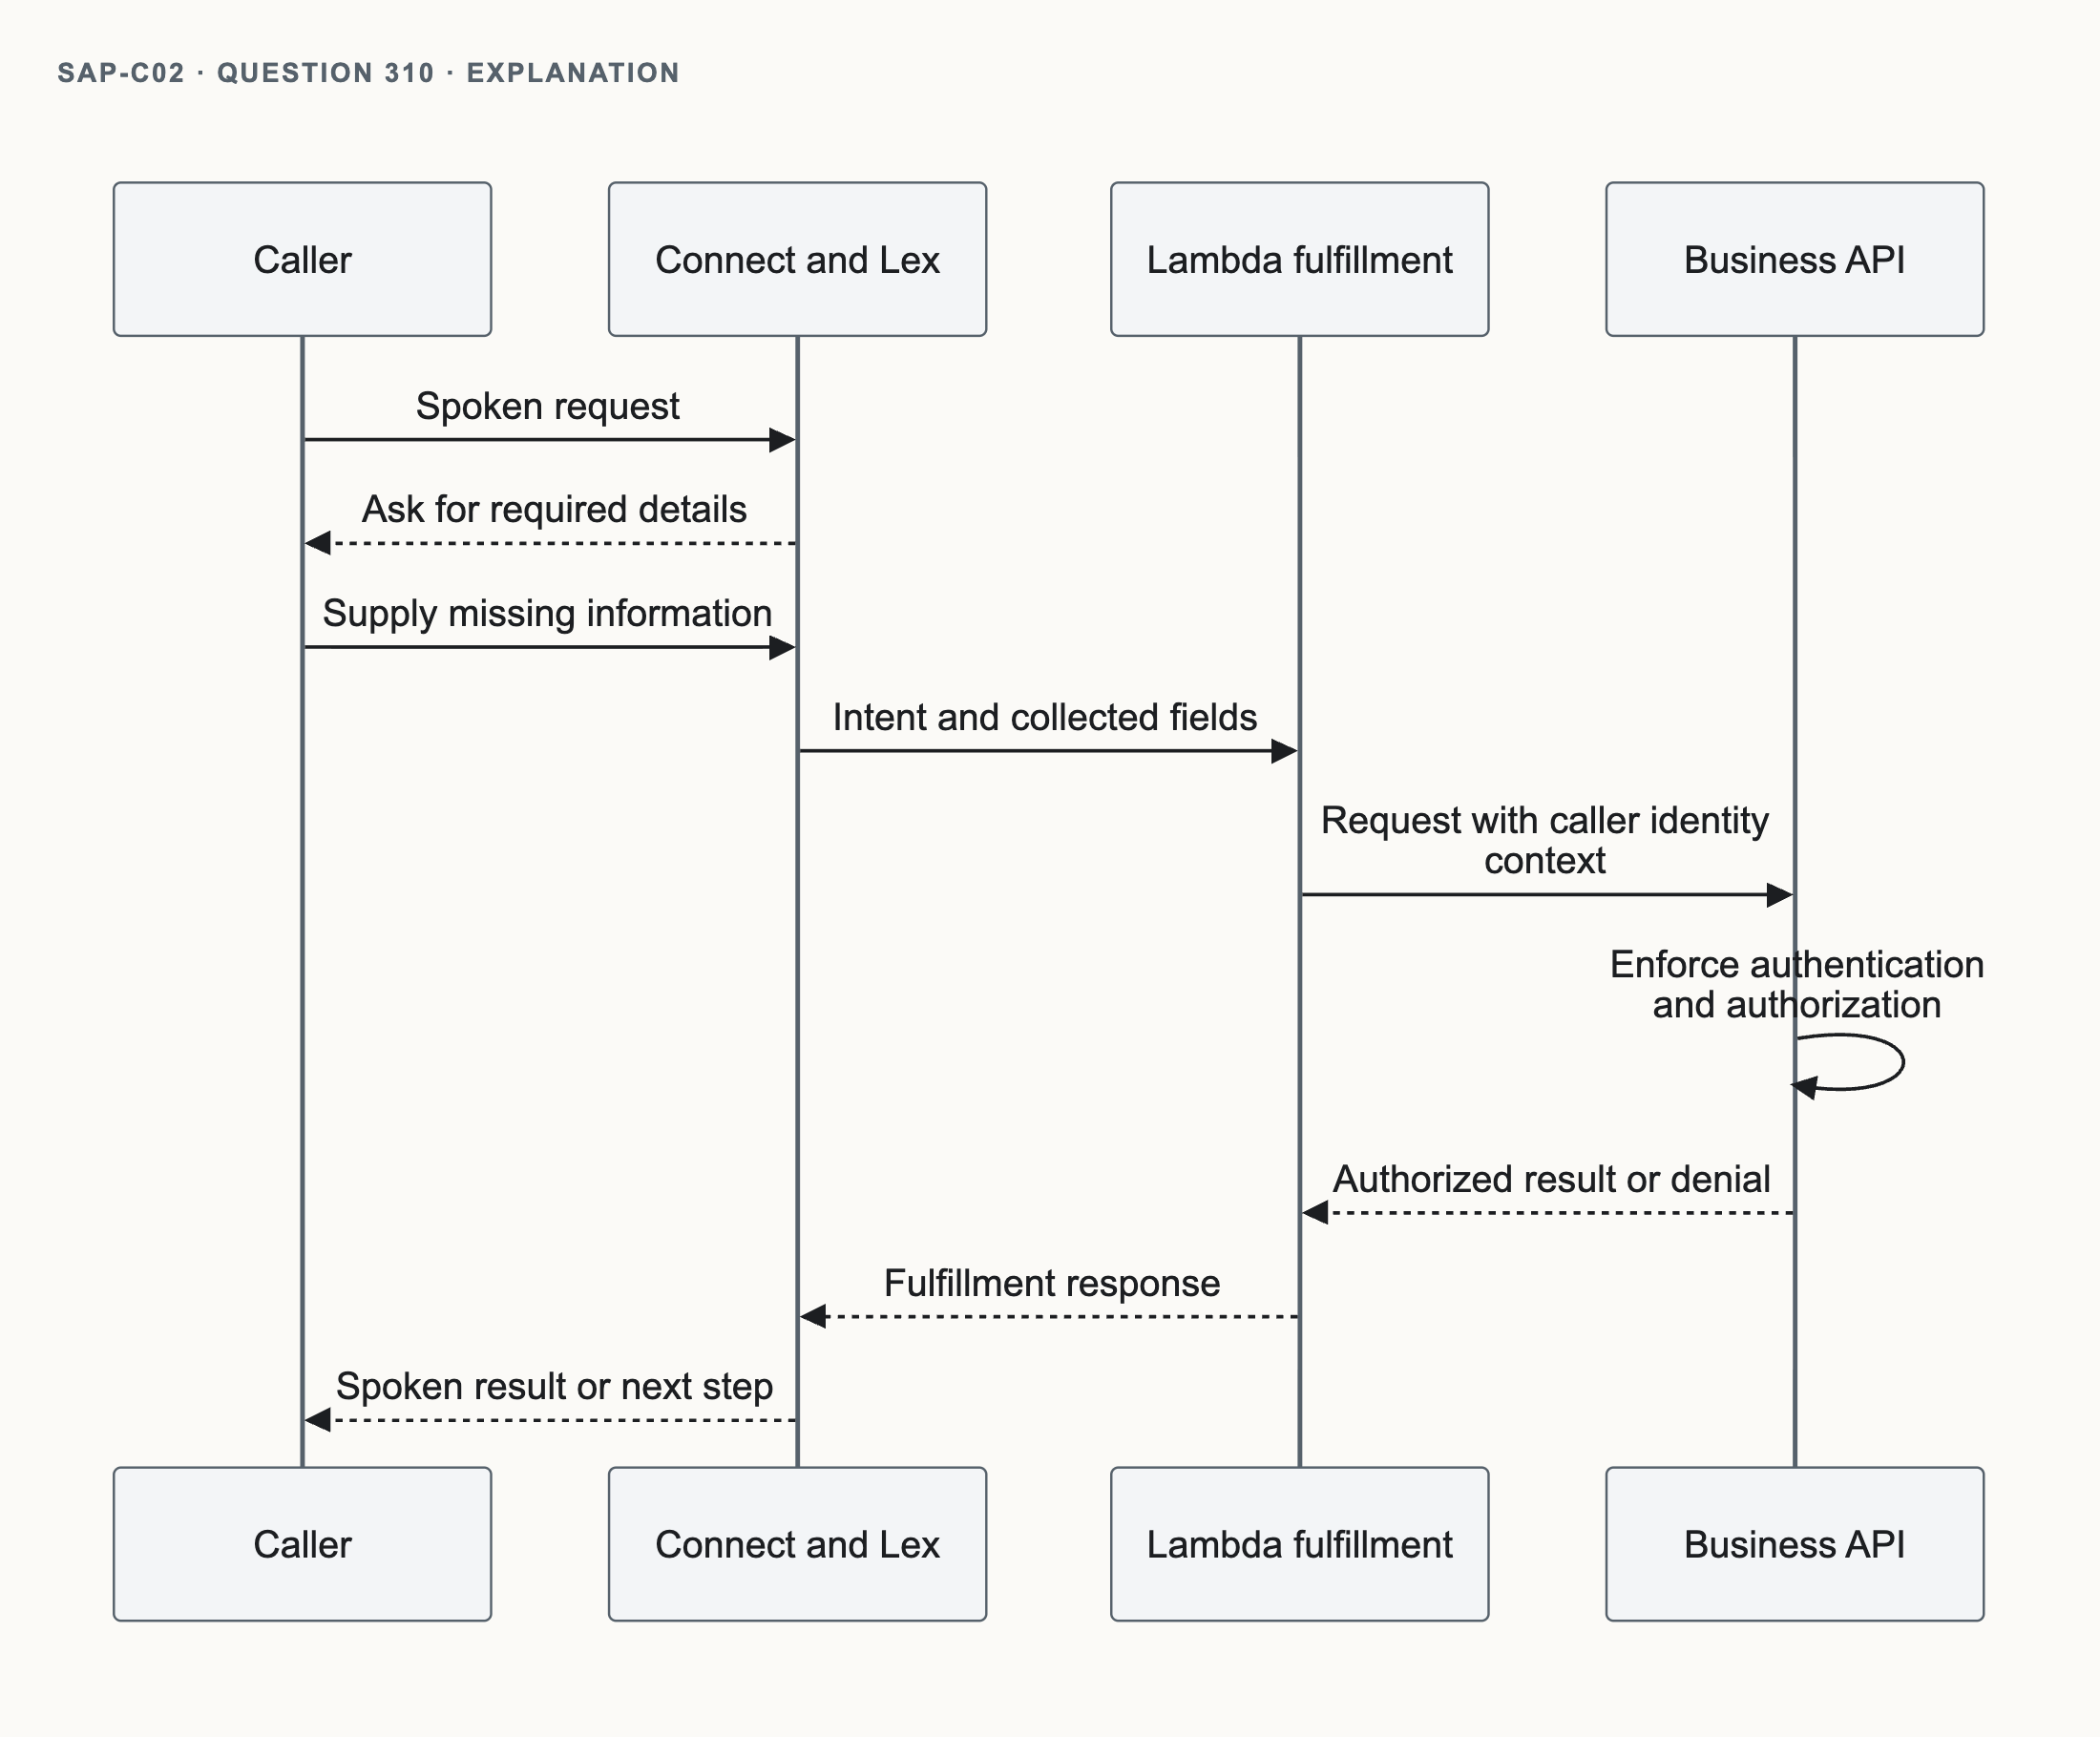 SAP-C02 · QUESTION 310 · EXPLANATION
Caller
Connect and Lex
Lambda fulfillment
Business API
Spoken request
Ask for required details
Supply missing information
Intent and collected fields
Request with caller identity
context
Enforce authentication
and authorization
Authorized result or denial
Fulfillment response
Spoken result or next step
Caller
Connect and Lex
Lambda fulfillment
Business API